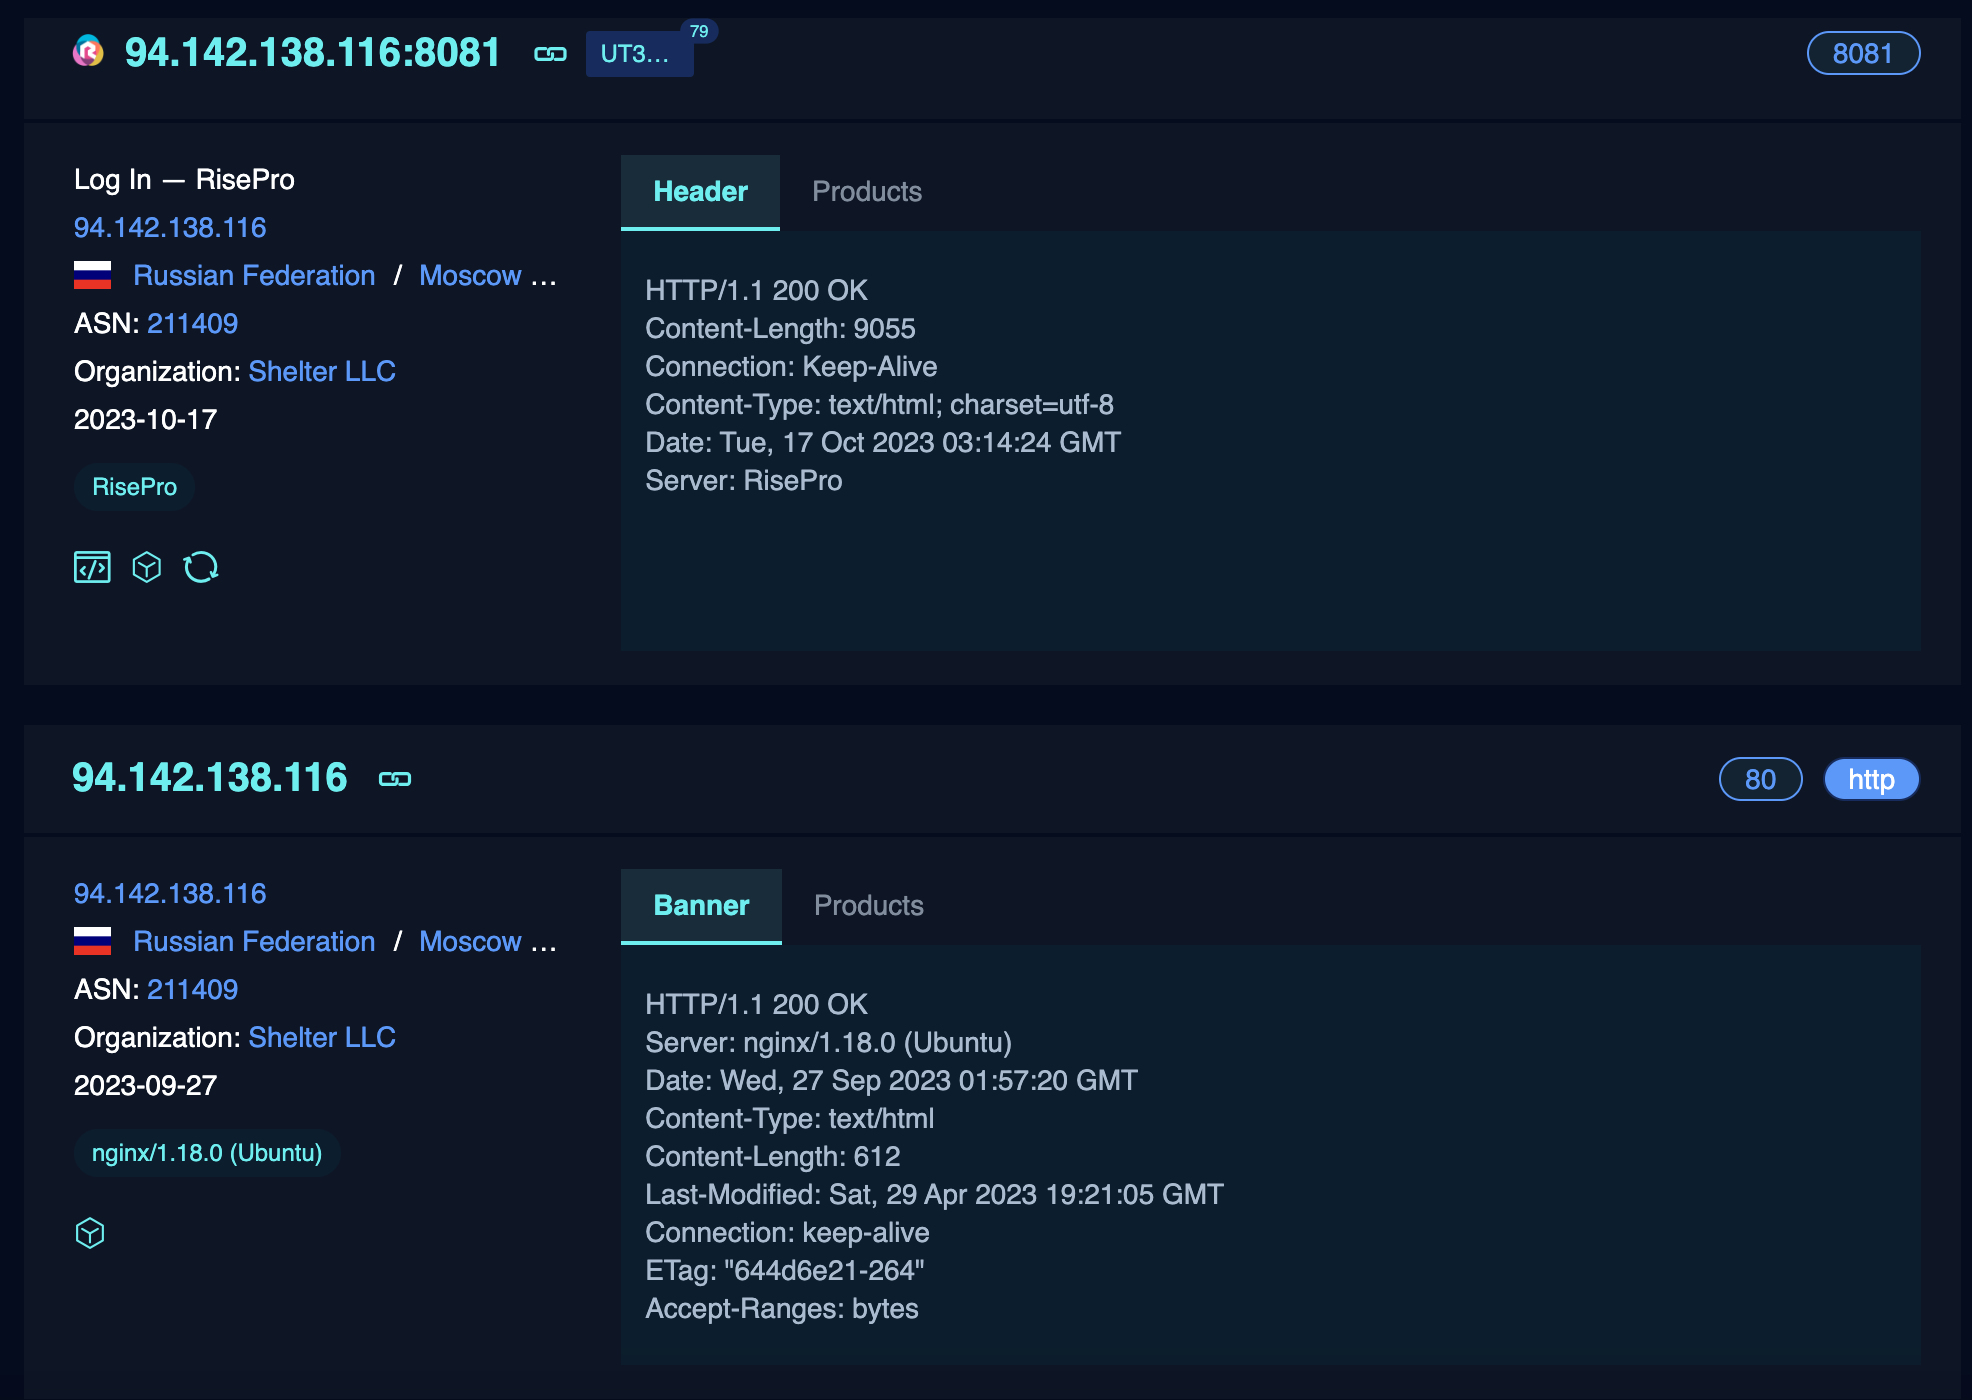 94.142.138.116:8081 UT3... 79 8081
Log In — RisePro
94.142.138.116
Russian Federation / Moscow ...
ASN: 211409
Organization: Shelter LLC
2023-10-17
RisePro
Header Products
HTTP/1.1 200 OK
Content-Length: 9055
Connection: Keep-Alive
Content-Type: text/html; charset=utf-8
Date: Tue, 17 Oct 2023 03:14:24 GMT
Server: RisePro
94.142.138.116 80 http
94.142.138.116
Russian Federation / Moscow ...
ASN: 211409
Organization: Shelter LLC
2023-09-27
nginx/1.18.0 (Ubuntu)
Banner Products
HTTP/1.1 200 OK
Server: nginx/1.18.0 (Ubuntu)
Date: Wed, 27 Sep 2023 01:57:20 GMT
Content-Type: text/html
Content-Length: 612
Last-Modified: Sat, 29 Apr 2023 19:21:05 GMT
Connection: keep-alive
ETag: "644d6e21-264"
Accept-Ranges: bytes